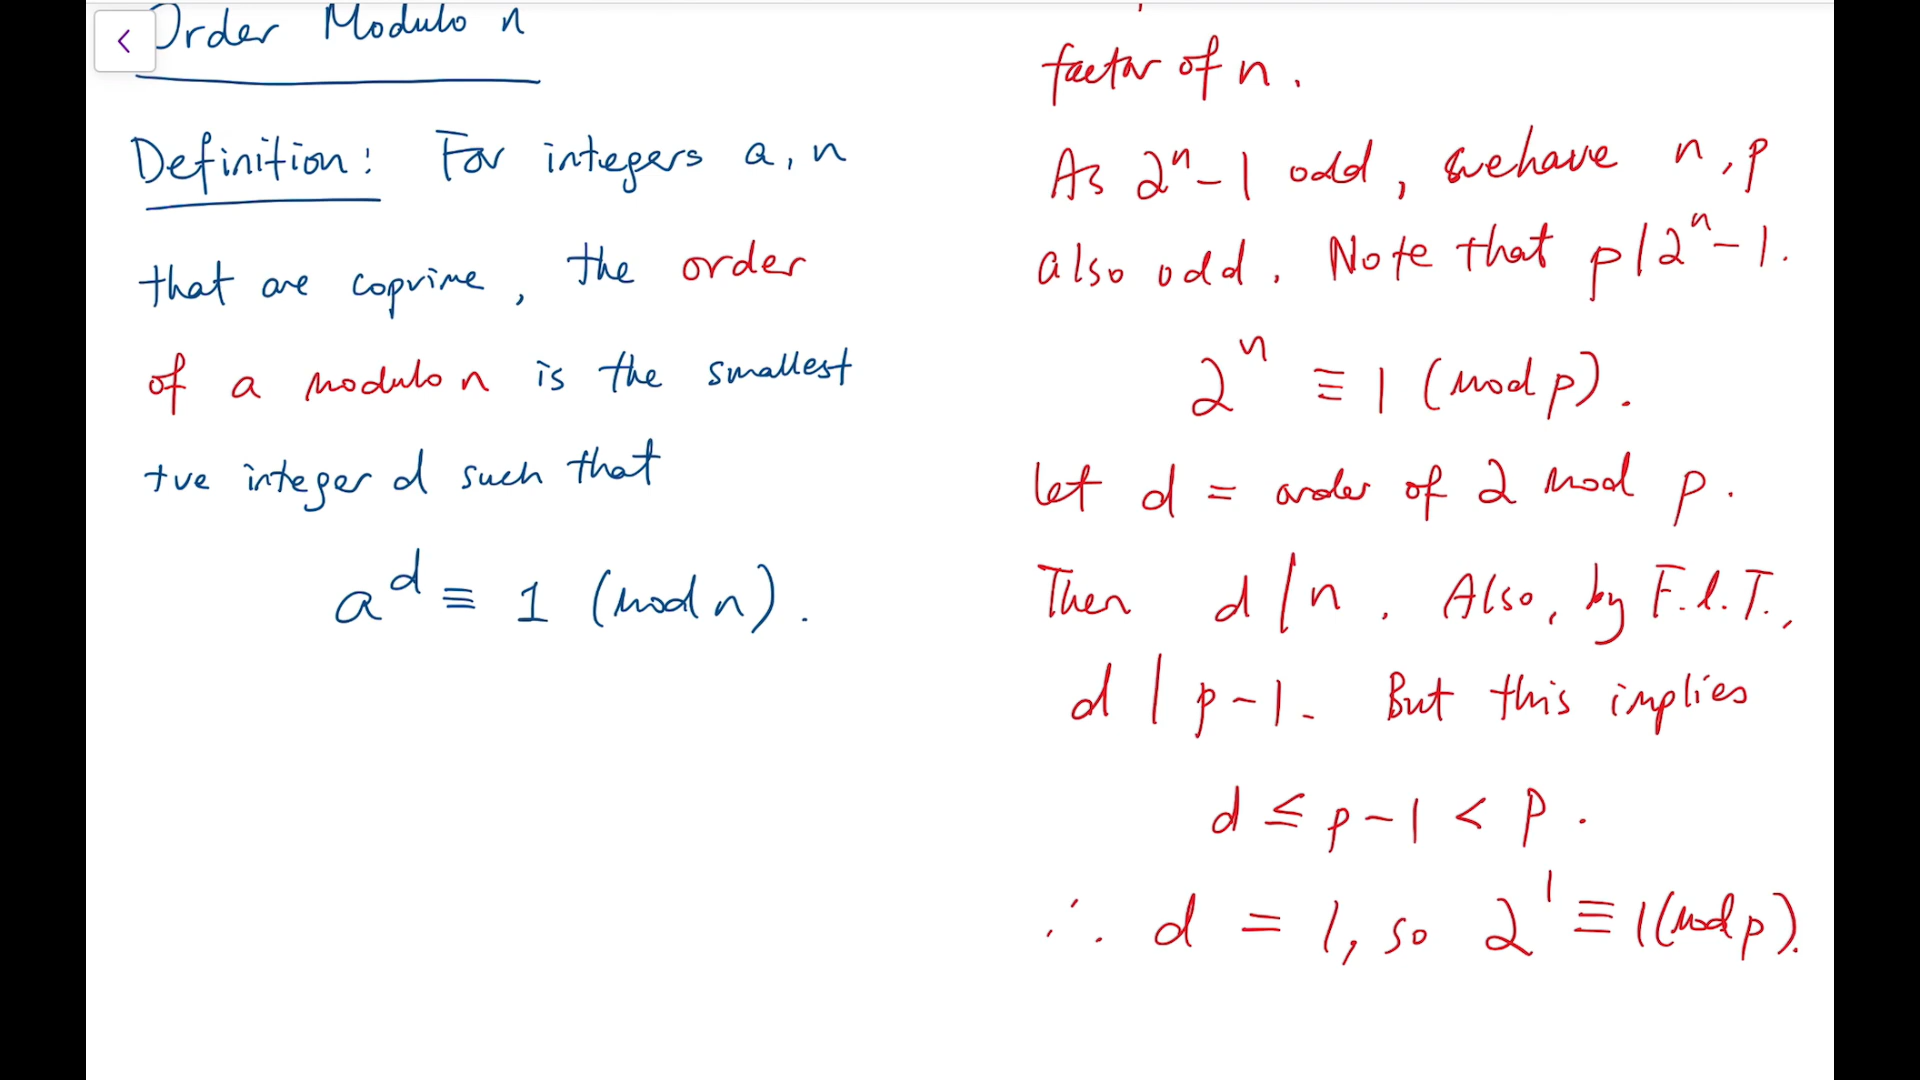 Order Modulo n
Definition: For integers a, n
that are coprime, the order
of a modulo n is the smallest
+ve integer d such that
a^d ≡ 1 (mod n).
factor of n.
As 2^n - 1 odd, we have n, p
also odd. Note that p | 2^n - 1.
2^n ≡ 1 (mod p).
Let d = order of 2 mod p.
Then d | n. Also, by F.L.T.,
d | p - 1. But this implies
d ≤ p - 1 < p.
∴ d = 1, so 2^1 ≡ 1 (mod p).